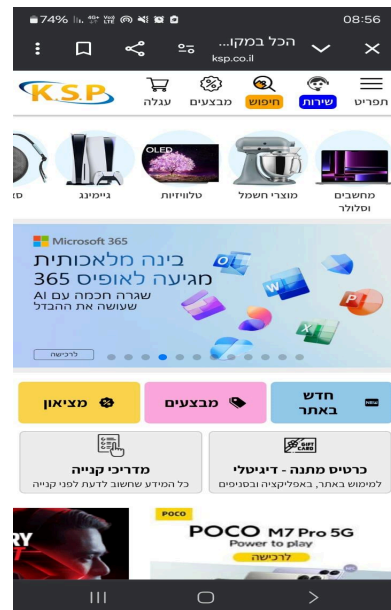 74% 4G+ Vo) LTE 08:56
הכל במקו...
ksp.co.il
K.S.P
תפריט
שירות
חיפוש
מבצעים
עגלה
OLED
מחשבים וסלולר
מוצרי חשמל
טלוויזיות
גיימינג
Microsoft 365
בינה מלאכותית
מגיעה לאופיס 365
שגרה חכמה עם AI
שעושה את ההבדל
לרכישה
NEW חדש באתר
מבצעים
מציאון
GIFT CARD
כרטיס מתנה - דיגיטלי
למימוש באתר, באפליקציה ובסניפים
מדריכי קנייה
כל המידע שחשוב לדעת לפני קנייה
POCO
POCO M7 Pro 5G
Power to play
לרכישה